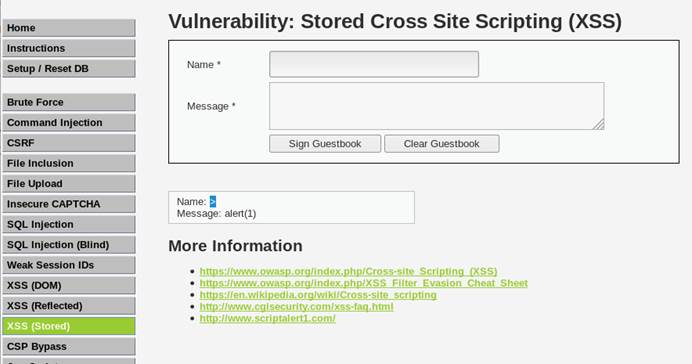 Vulnerability: Stored Cross Site Scripting (XSS)
Home
Instructions
Setup / Reset DB
Brute Force
Command Injection
CSRF
File Inclusion
File Upload
Insecure CAPTCHA
SQL Injection
SQL Injection (Blind)
Weak Session IDs
XSS (DOM)
XSS (Reflected)
XSS (Stored)
CSP Bypass
Name *
Message *
Sign Guestbook Clear Guestbook
Name: >
Message: alert(1)
More Information
https://www.owasp.org/index.php/Cross-site_Scripting_(XSS)
https://www.owasp.org/index.php/XSS_Filter_Evasion_Cheat_Sheet
https://en.wikipedia.org/wiki/Cross-site_scripting
http://www.cgisecurity.com/xss-faq.html
http://www.scriptalert1.com/